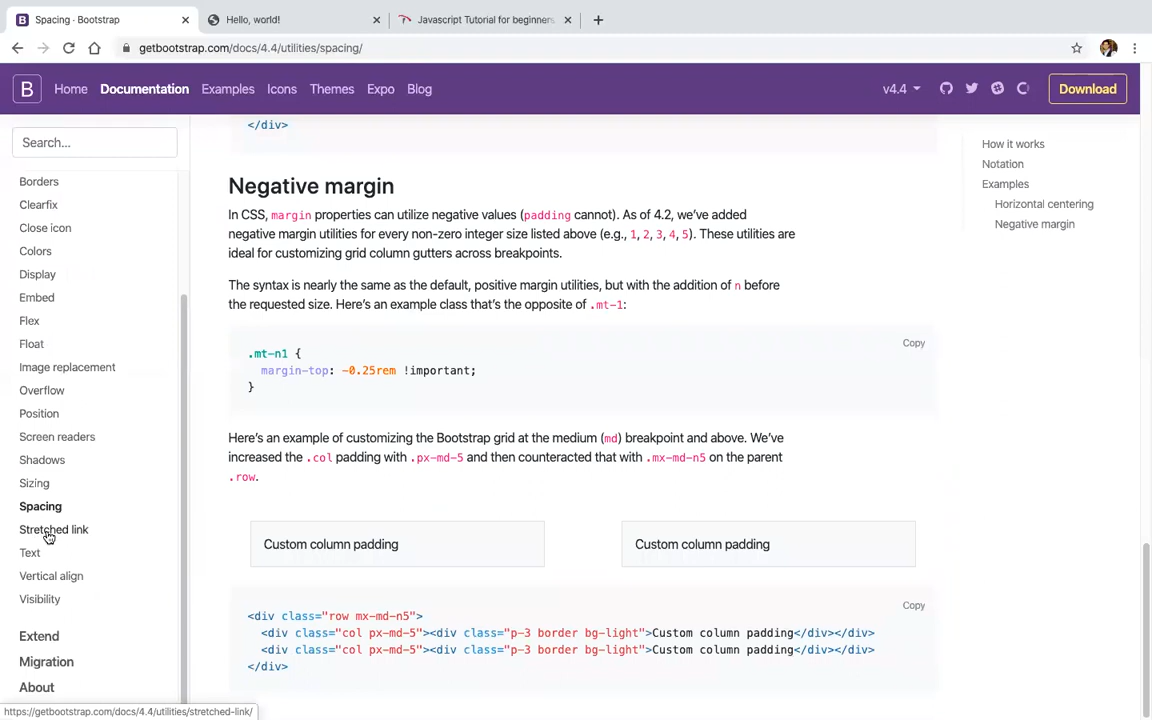 Spacing · Bootstrap
Hello, world!
Javascript Tutorial for beginners
getbootstrap.com/docs/4.4/utilities/spacing/
B Home Documentation Examples Icons Themes Expo Blog v4.4 Download
Search...
Borders
Clearfix
Close icon
Colors
Display
Embed
Flex
Float
Image replacement
Overflow
Position
Screen readers
Shadows
Sizing
Spacing
Stretched link
Text
Vertical align
Visibility
Extend
Migration
About
</div>
Negative margin
In CSS, margin properties can utilize negative values (padding cannot). As of 4.2, we've added
negative margin utilities for every non-zero integer size listed above (e.g., 1, 2, 3, 4, 5). These utilities are
ideal for customizing grid column gutters across breakpoints.
The syntax is nearly the same as the default, positive margin utilities, but with the addition of n before
the requested size. Here's an example class that's the opposite of .mt-1:
Copy
.mt-n1 {
margin-top: -0.25rem !important;
}
Here's an example of customizing the Bootstrap grid at the medium (md) breakpoint and above. We've
increased the .col padding with .px-md-5 and then counteracted that with .mx-md-n5 on the parent
.row.
Custom column padding
Custom column padding
Copy
<div class="row mx-md-n5">
<div class="col px-md-5"><div class="p-3 border bg-light">Custom column padding</div></div>
<div class="col px-md-5"><div class="p-3 border bg-light">Custom column padding</div></div>
</div>
How it works
Notation
Examples
Horizontal centering
Negative margin
https://getbootstrap.com/docs/4.4/utilities/stretched-link/